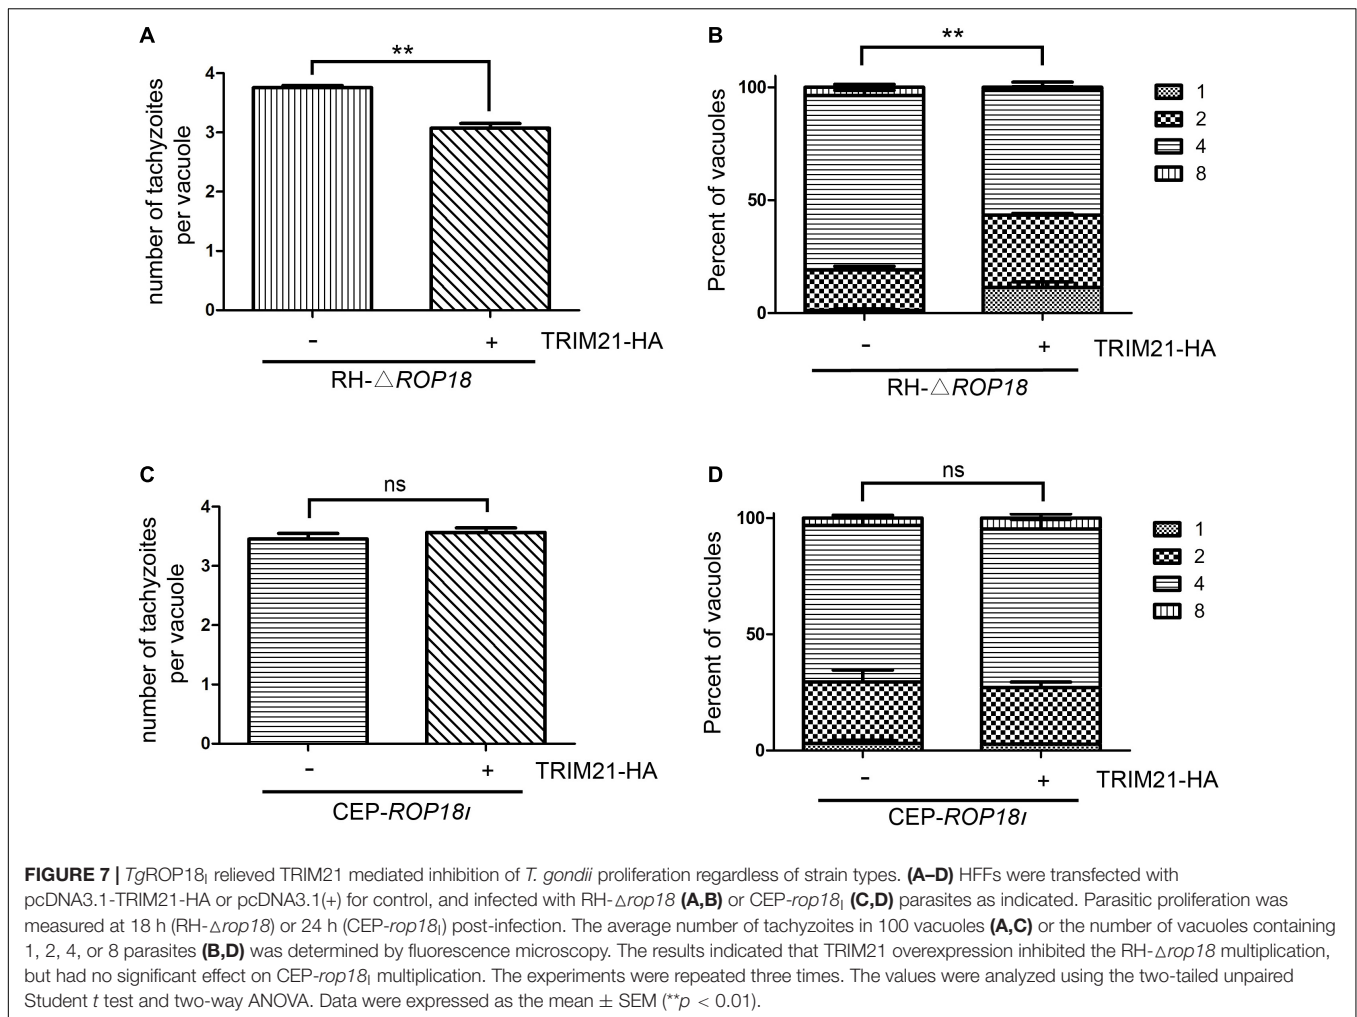 A
**
number of tachyzoites
per vacuole
4
3
2
1
0
-
+
TRIM21-HA
RH-△ROP18
B
**
Percent of vacuoles
100
50
0
1
2
4
8
-
+
TRIM21-HA
RH-△ROP18
C
ns
number of tachyzoites
per vacuole
4
3
2
1
0
-
+
TRIM21-HA
CEP-ROP18I
D
ns
Percent of vacuoles
100
50
0
1
2
4
8
-
+
TRIM21-HA
CEP-ROP18I
FIGURE 7 | TgROP18I relieved TRIM21 mediated inhibition of T. gondii proliferation regardless of strain types. (A–D) HFFs were transfected with
pcDNA3.1-TRIM21-HA or pcDNA3.1(+) for control, and infected with RH-△rop18 (A,B) or CEP-rop18I (C,D) parasites as indicated. Parasitic proliferation was
measured at 18 h (RH-△rop18) or 24 h (CEP-rop18I) post-infection. The average number of tachyzoites in 100 vacuoles (A,C) or the number of vacuoles containing
1, 2, 4, or 8 parasites (B,D) was determined by fluorescence microscopy. The results indicated that TRIM21 overexpression inhibited the RH-△rop18 multiplication,
but had no significant effect on CEP-rop18I multiplication. The experiments were repeated three times. The values were analyzed using the two-tailed unpaired
Student t test and two-way ANOVA. Data were expressed as the mean ± SEM (**p < 0.01).